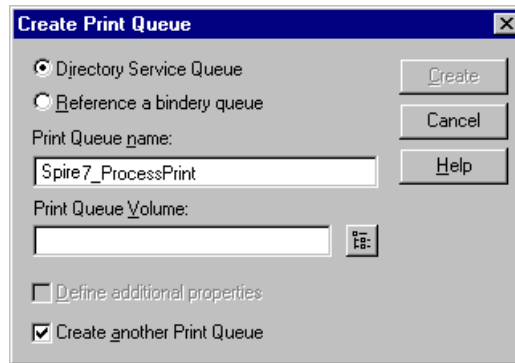 Create Print Queue
Directory Service Queue
Create
Reference a bindery queue
Cancel
Print Queue name:
Help
Spire7_ProcessPrint
Print Queue Volume:
Define additional properties
Create another Print Queue